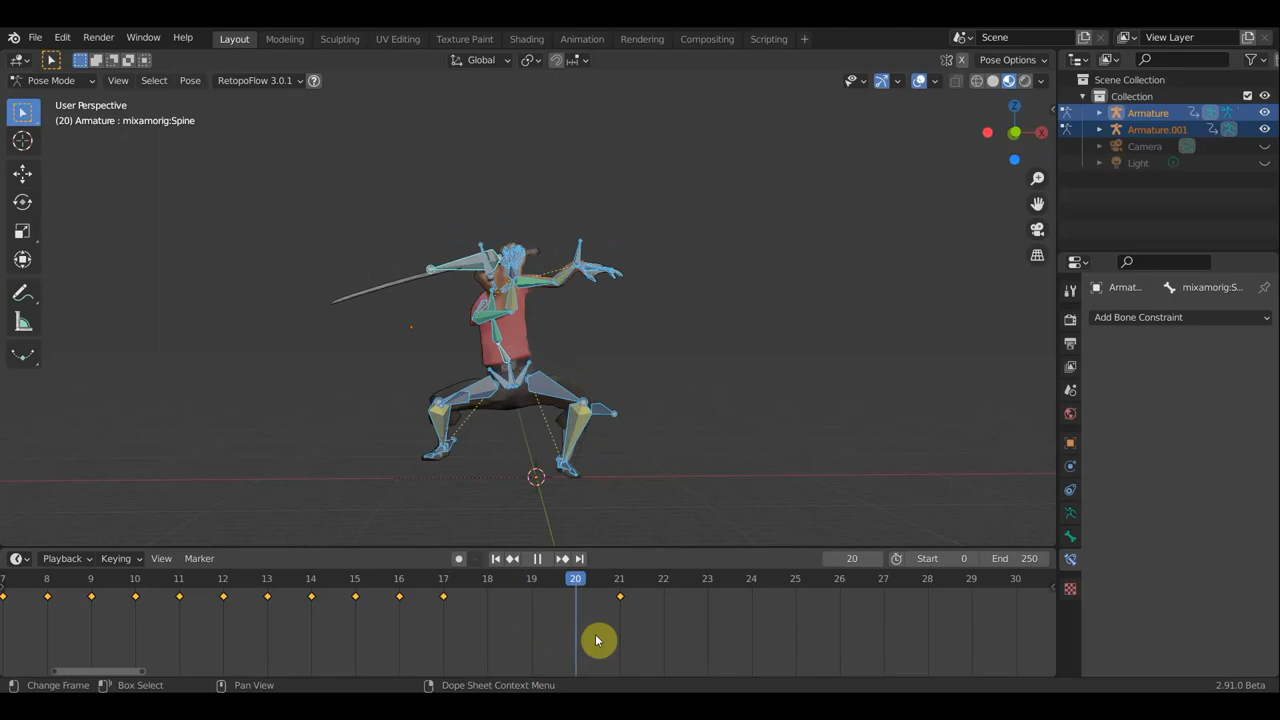 File Edit Render Window Help Layout Modeling Sculpting UV Editing Texture Paint Shading Animation Rendering Compositing Scripting + Scene View Layer
Global Pose Options
Pose Mode View Select Pose RetopoFlow 3.0.1
User Perspective
(20) Armature : mixamorig:Spine
Z
X
Scene Collection
Collection
Armature
Armature.001
Camera
Light
Armat... mixamorig:S...
Add Bone Constraint
Playback Keying View Marker 20 Start 0 End 250
7 8 9 10 11 12 13 14 15 16 17 18 19 20 21 22 23 24 25 26 27 28 29 30
Change Frame Box Select Pan View Dope Sheet Context Menu 2.91.0 Beta